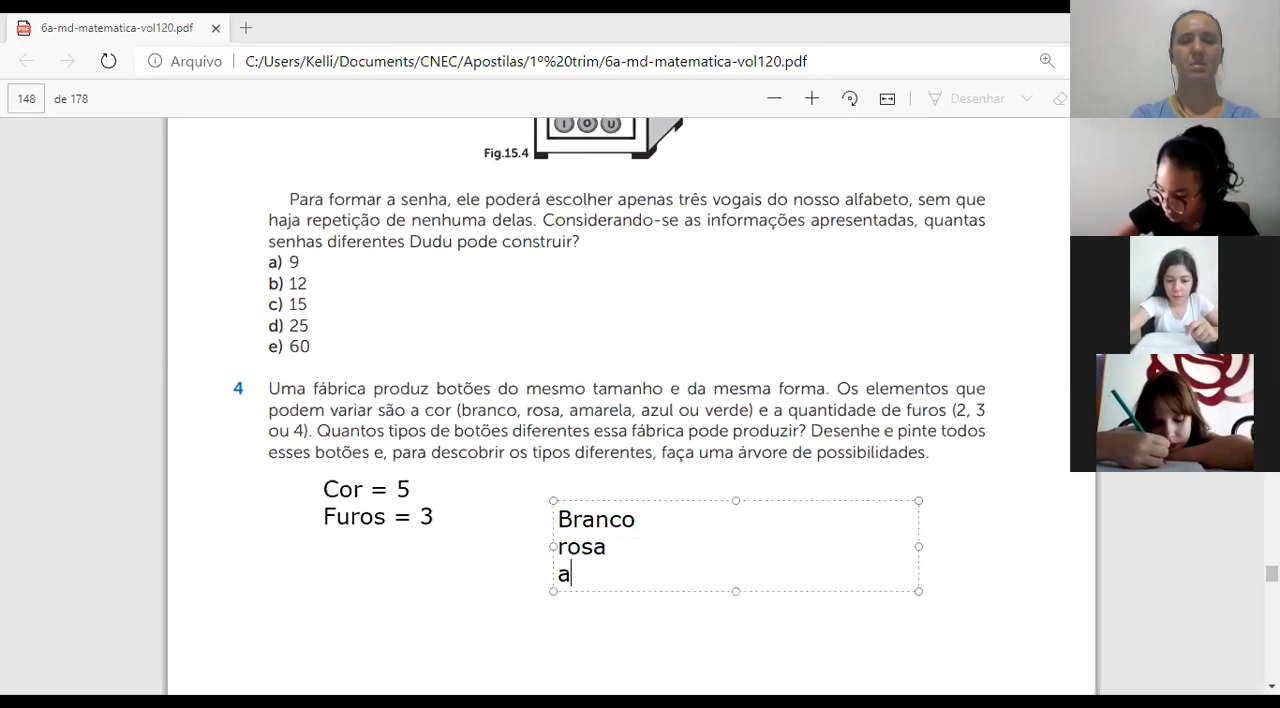 6a-md-matematica-vol120.pdf
Arquivo
C:/Users/Kelli/Documents/CNEC/Apostilas/1º%20trim/6a-md-matematica-vol120.pdf
148 de 178
Desenhar
I O U
Fig.15.4
Para formar a senha, ele poderá escolher apenas três vogais do nosso alfabeto, sem que
haja repetição de nenhuma delas. Considerando-se as informações apresentadas, quantas
senhas diferentes Dudu pode construir?
a) 9
b) 12
c) 15
d) 25
e) 60
4 Uma fábrica produz botões do mesmo tamanho e da mesma forma. Os elementos que
podem variar são a cor (branco, rosa, amarela, azul ou verde) e a quantidade de furos (2, 3
ou 4). Quantos tipos de botões diferentes essa fábrica pode produzir? Desenhe e pinte todos
esses botões e, para descobrir os tipos diferentes, faça uma árvore de possibilidades.
Cor = 5
Furos = 3
Branco
rosa
a